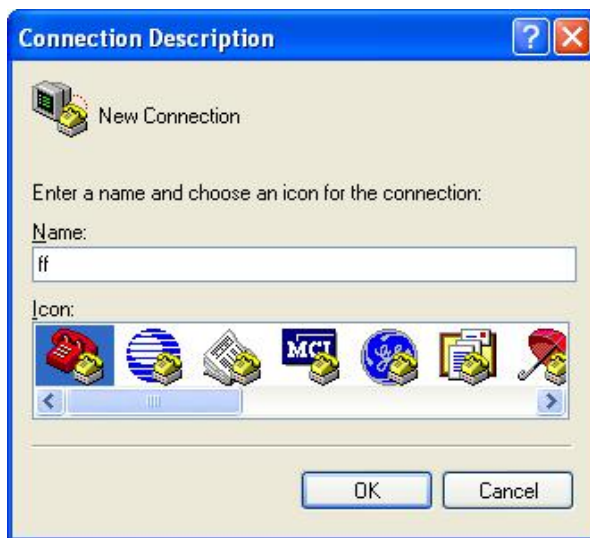 Connection Description
New Connection
Enter a name and choose an icon for the connection:
Name:
ff
Icon:
MCI
OK
Cancel